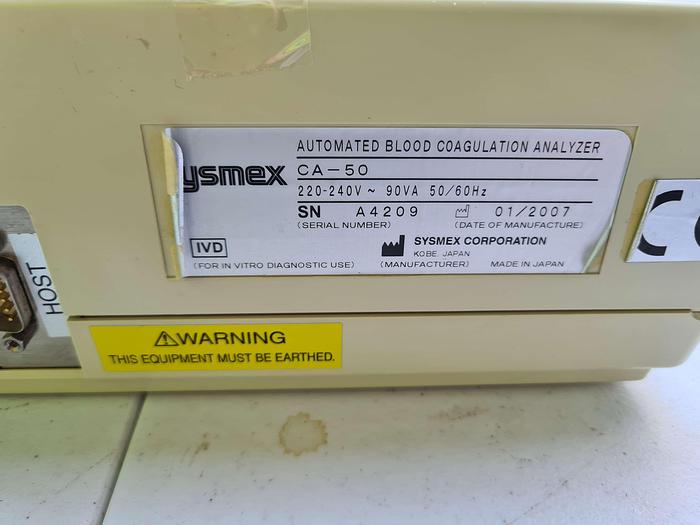 sysmex
AUTOMATED BLOOD COAGULATION ANALYZER
CA-50
220-240V ~ 90VA 50/60Hz
SN A4209 01/2007
(SERIAL NUMBER) (DATE OF MANUFACTURE)
IVD SYSMEX CORPORATION
KOBE, JAPAN
(FOR IN VITRO DIAGNOSTIC USE) (MANUFACTURER) MADE IN JAPAN
HOST
⚠WARNING
THIS EQUIPMENT MUST BE EARTHED.